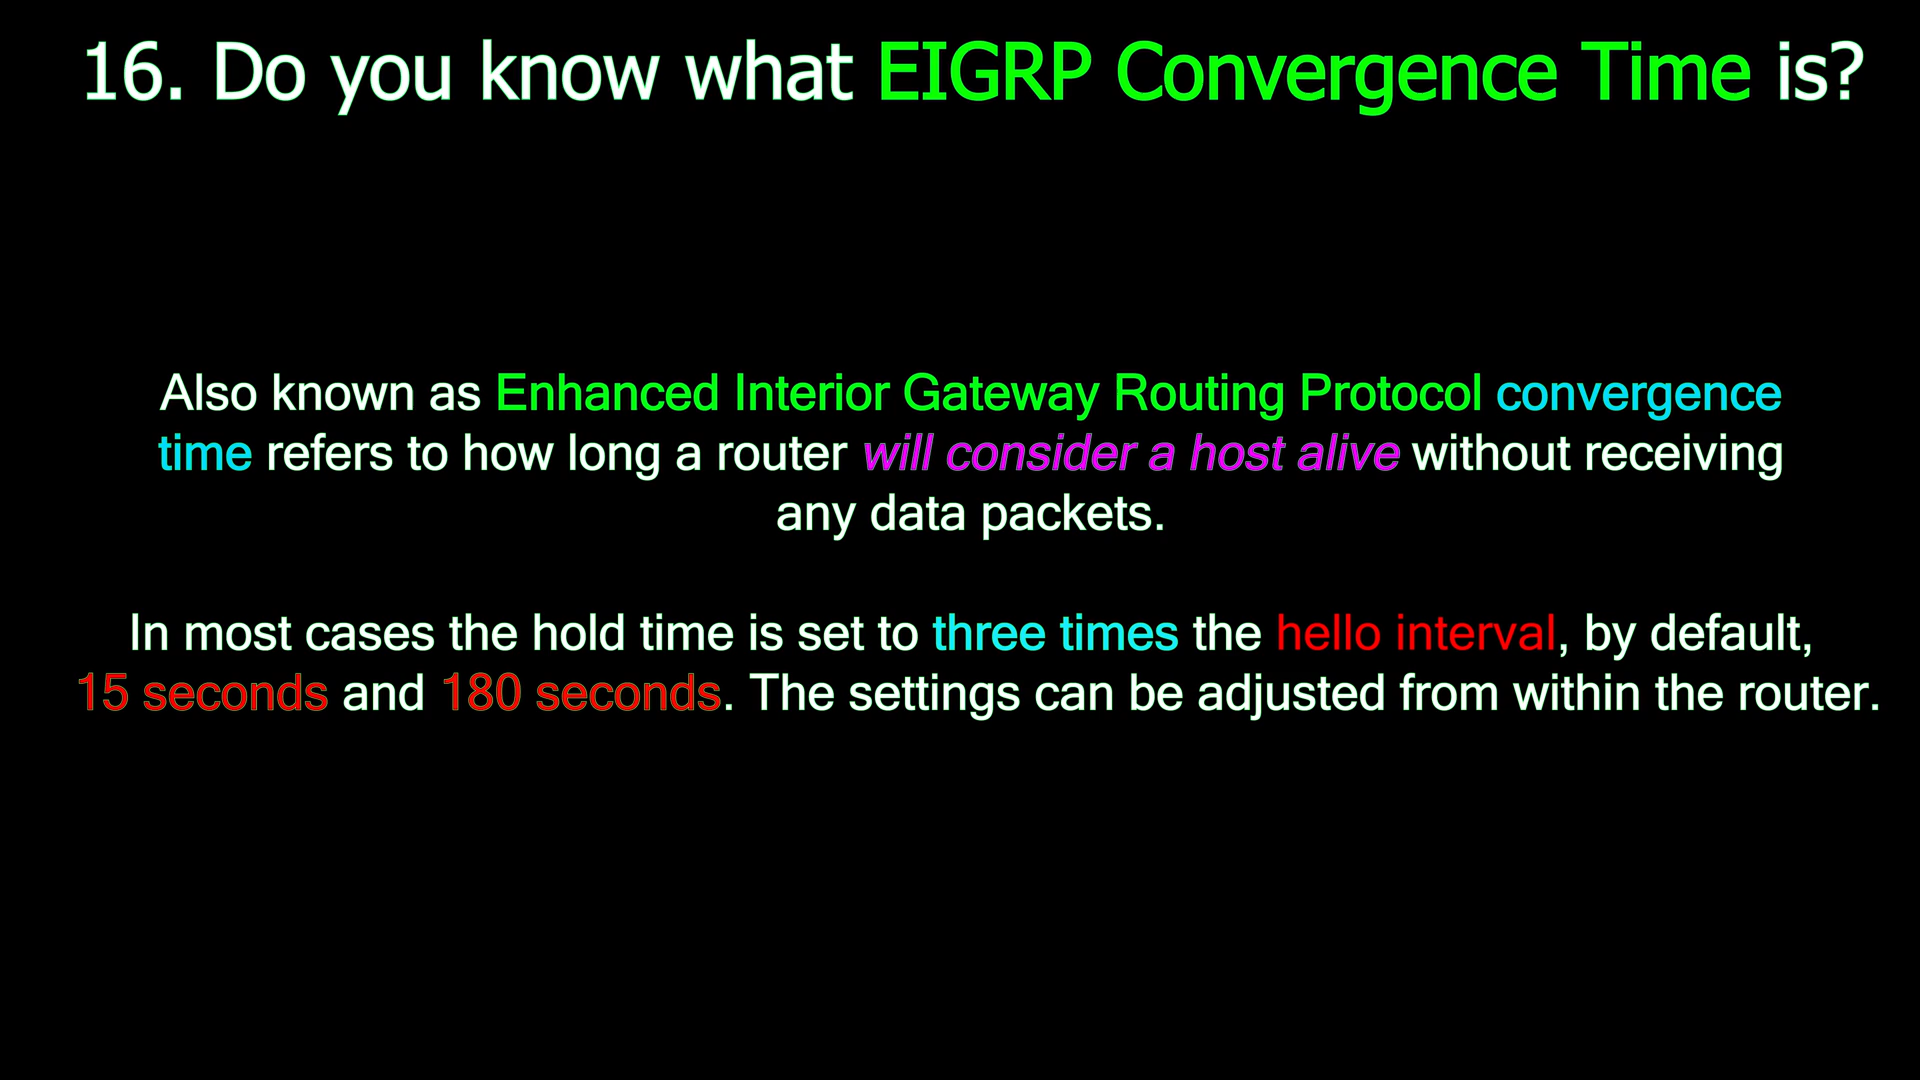 16. Do you know what EIGRP Convergence Time is?
Also known as Enhanced Interior Gateway Routing Protocol convergence
time refers to how long a router will consider a host alive without receiving
any data packets.
In most cases the hold time is set to three times the hello interval, by default,
15 seconds and 180 seconds. The settings can be adjusted from within the router.